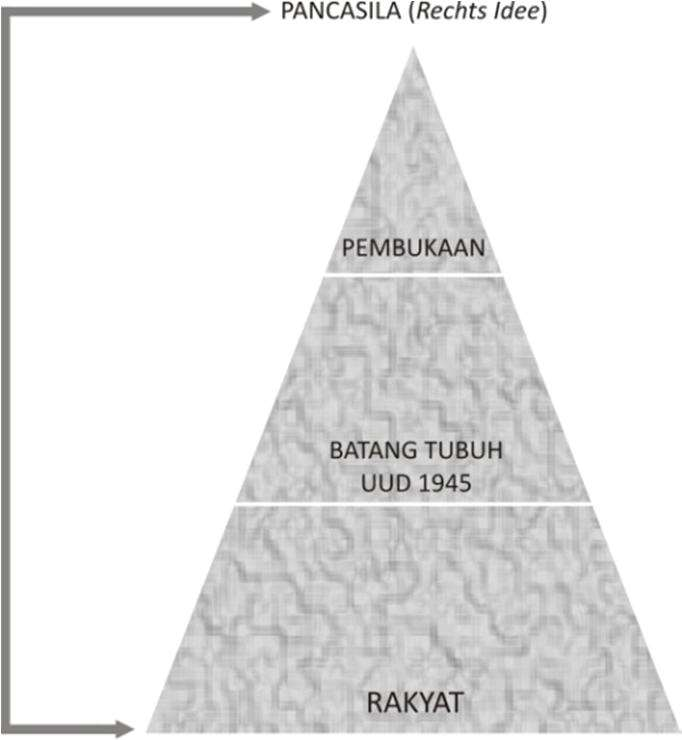 PANCASILA (Rechts Idee)
PEMBUKAAN
BATANG TUBUH
UUD 1945
RAKYAT